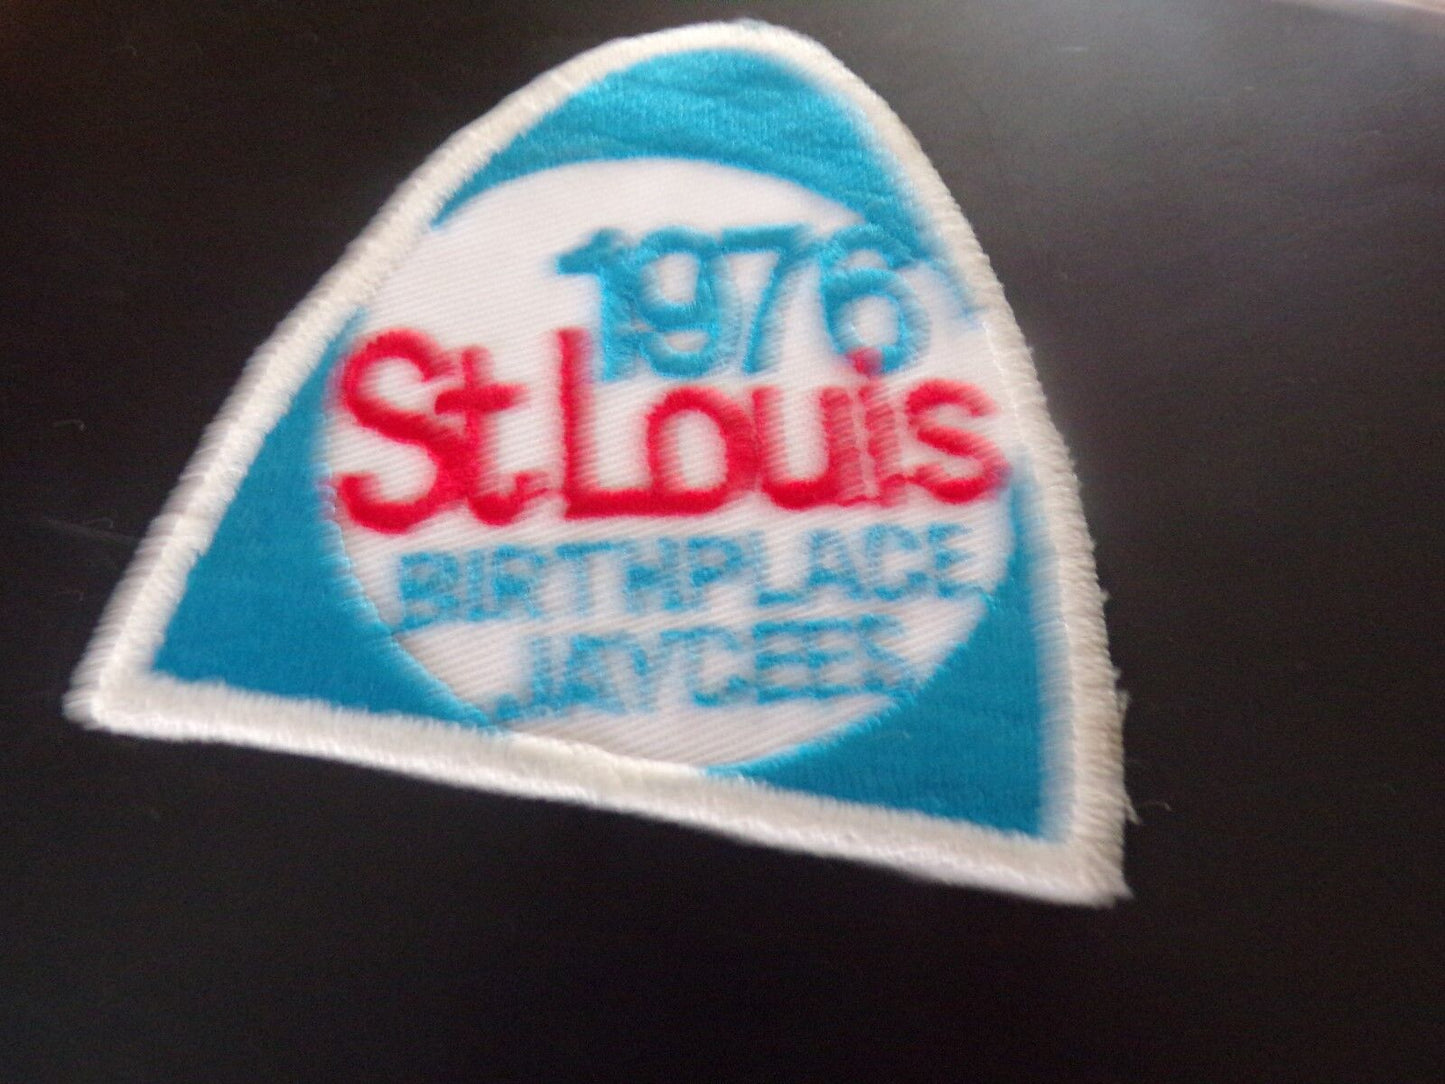 1976
St. Louis
BIRTHPLACE
JAYCEES